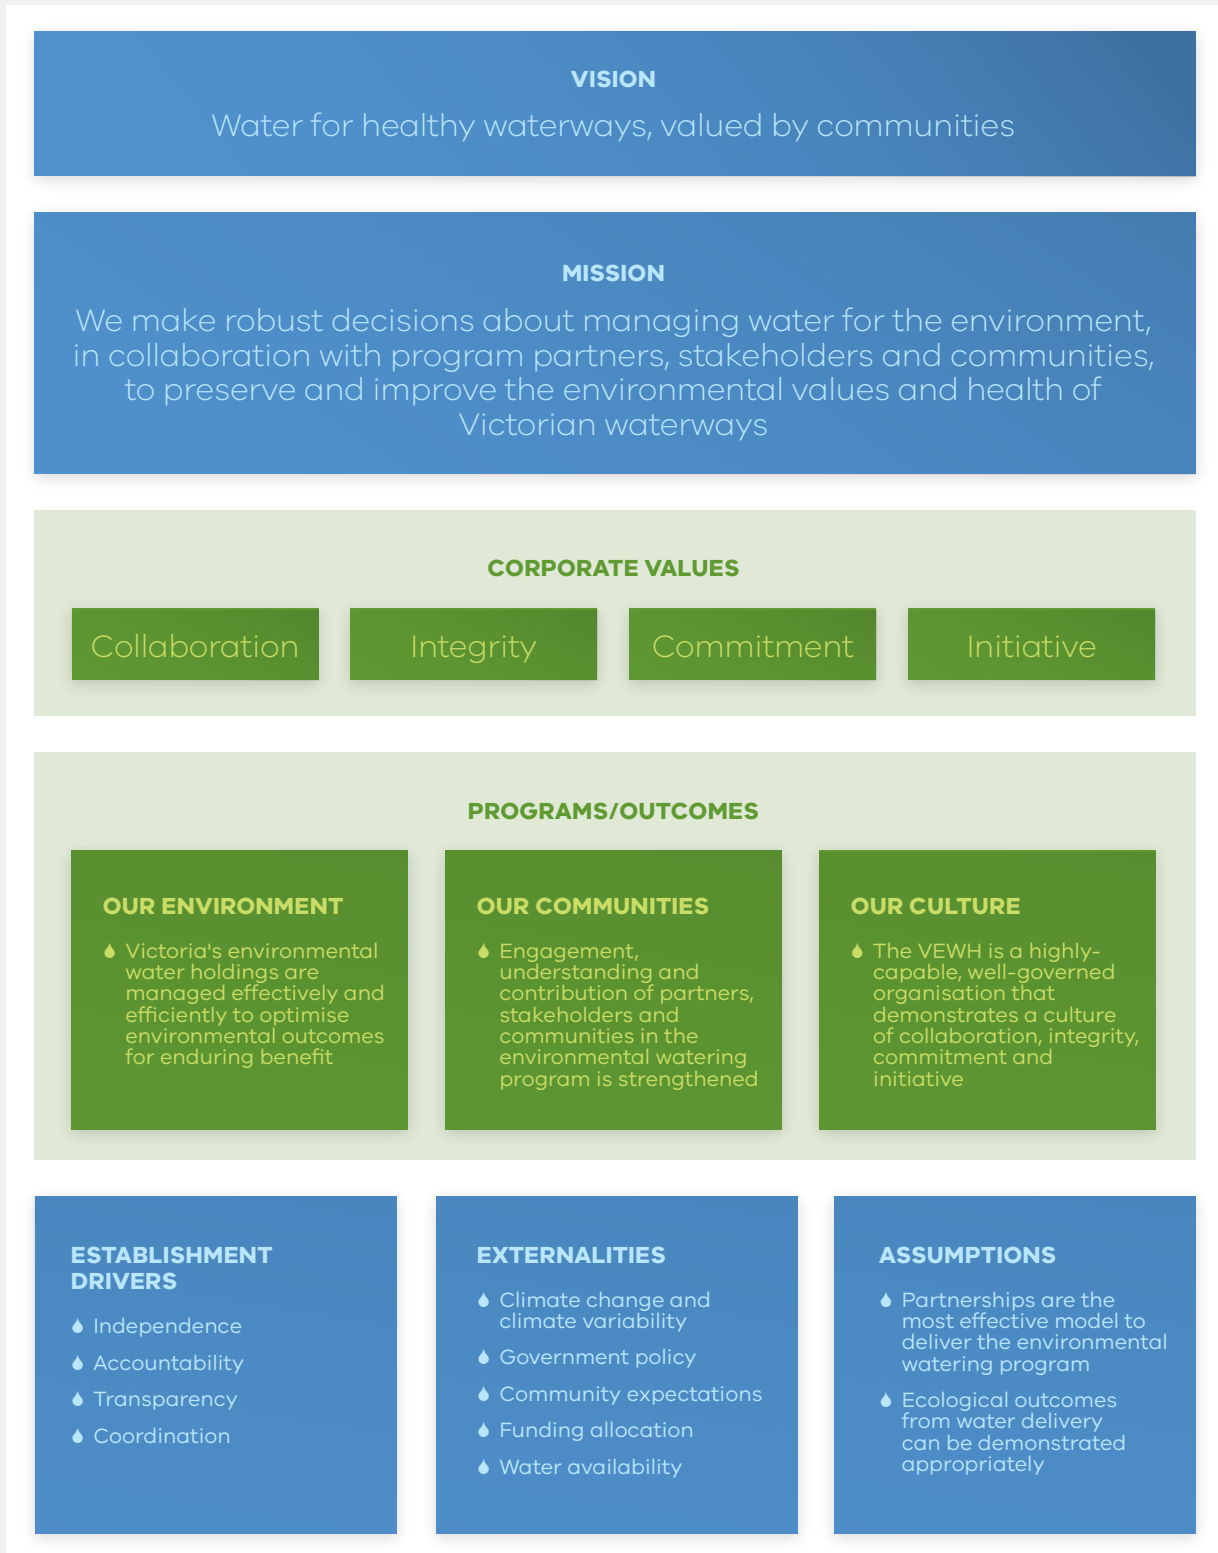 VISION
Water for healthy waterways, valued by communities
MISSION
We make robust decisions about managing water for the environment,
in collaboration with program partners, stakeholders and communities,
to preserve and improve the environmental values and health of
Victorian waterways
CORPORATE VALUES
Collaboration
Integrity
Commitment
Initiative
PROGRAMS/OUTCOMES
OUR ENVIRONMENT
Victoria's environmental
water holdings are
managed effectively and
efficiently to optimise
environmental outcomes
for enduring benefit
OUR COMMUNITIES
Engagement,
understanding and
contribution of partners,
stakeholders and
communities in the
environmental watering
program is strengthened
OUR CULTURE
The VEWH is a highly-
capable, well-governed
organisation that
demonstrates a culture
of collaboration, integrity,
commitment and
initiative
ESTABLISHMENT
DRIVERS
Independence
Accountability
Transparency
Coordination
EXTERNALITIES
Climate change and
climate variability
Government policy
Community expectations
Funding allocation
Water availability
ASSUMPTIONS
Partnerships are the
most effective model to
deliver the environmental
watering program
Ecological outcomes
from water delivery
can be demonstrated
appropriately